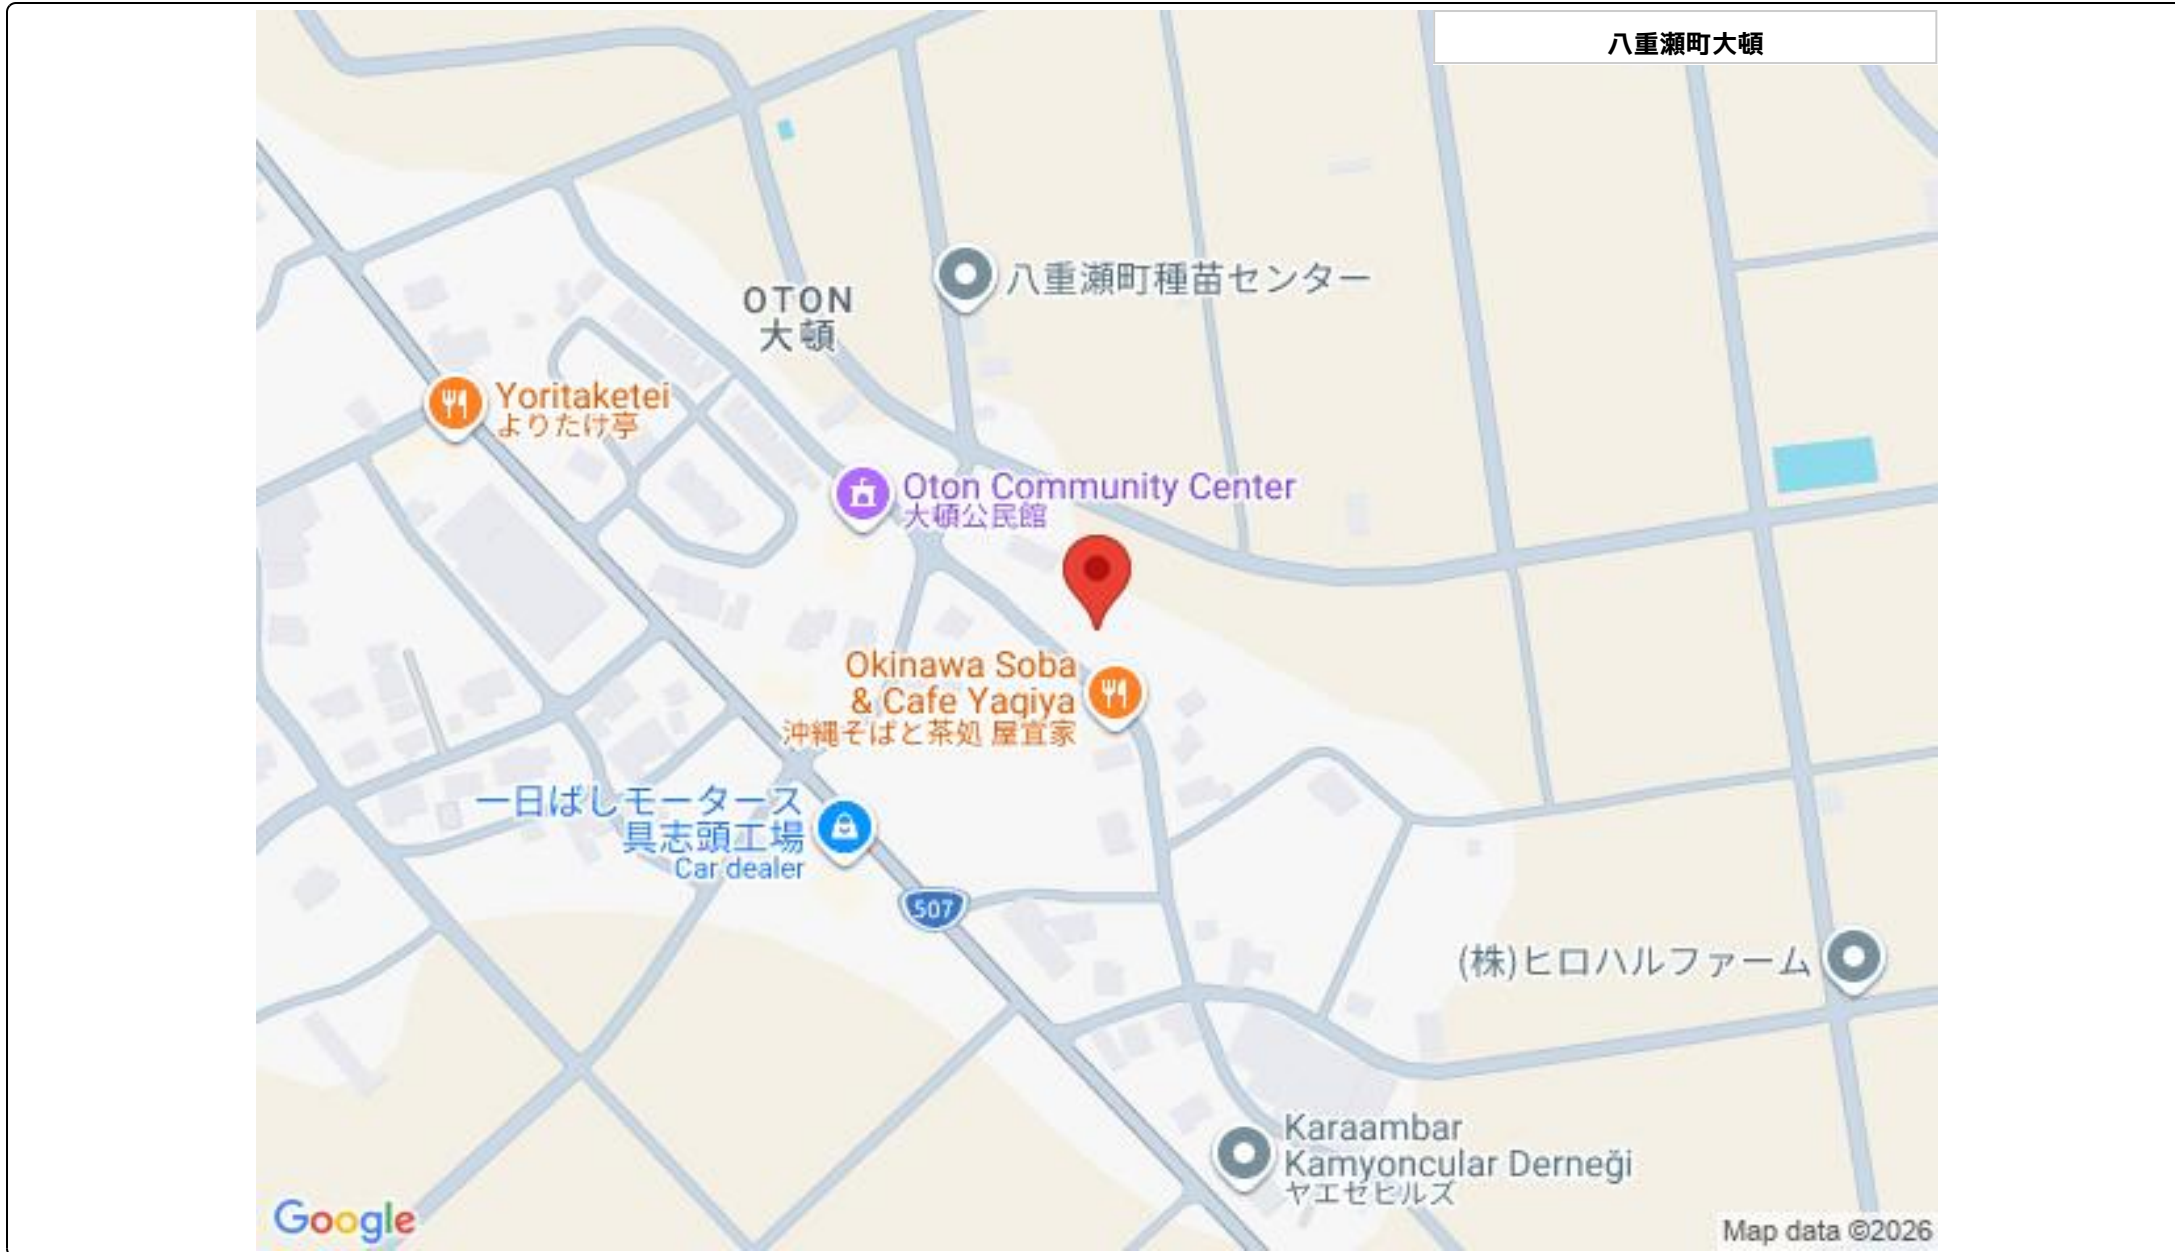 八重瀬町大頓
八重瀬町種苗センター
OTON
大頓
Yoritaketei
よりたけ亭
Oton Community Center
大頓公民館
Okinawa Soba
& Cafe Yagiya
沖縄そばと茶処 屋宜家
一日ばしモータース
具志頭工場
Car dealer
507
(株)ヒロハルファーム
Karaambar
Kamyoncular Derneği
ヤエセヒルズ
Google
Map data ©2026